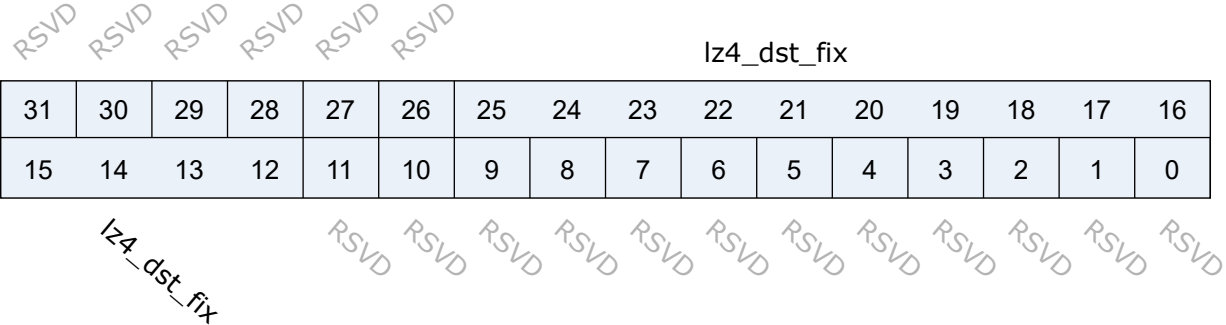 RSVD RSVD RSVD RSVD RSVD RSVD lz4_dst_fix
31 30 29 28 27 26 25 24 23 22 21 20 19 18 17 16
15 14 13 12 11 10 9 8 7 6 5 4 3 2 1 0
lz4_dst_fix RSVD RSVD RSVD RSVD RSVD RSVD RSVD RSVD RSVD RSVD RSVD RSVD